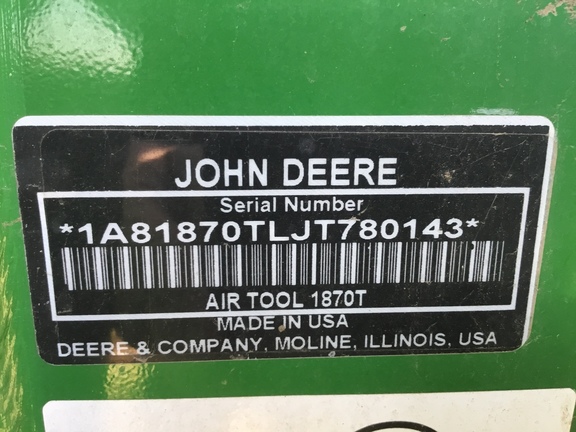 JOHN DEERE
Serial Number
*1A81870TLJT780143*
AIR TOOL 1870T
MADE IN USA
DEERE & COMPANY, MOLINE, ILLINOIS, USA